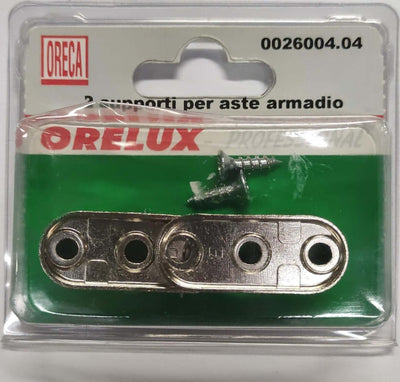 ORECA
0026004.04
2 supporti per aste armadio
ORELUX PROFESSIONAL